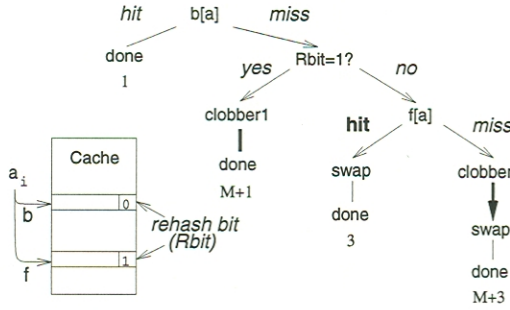 hit b[a] miss
done
1
Rbit=1?
yes no
clobber1
done
M+1
f[a]
hit miss
swap
done
3
clobber
swap
done
M+3
Cache
a i
b 0
rehash bit
(Rbit)
f 1